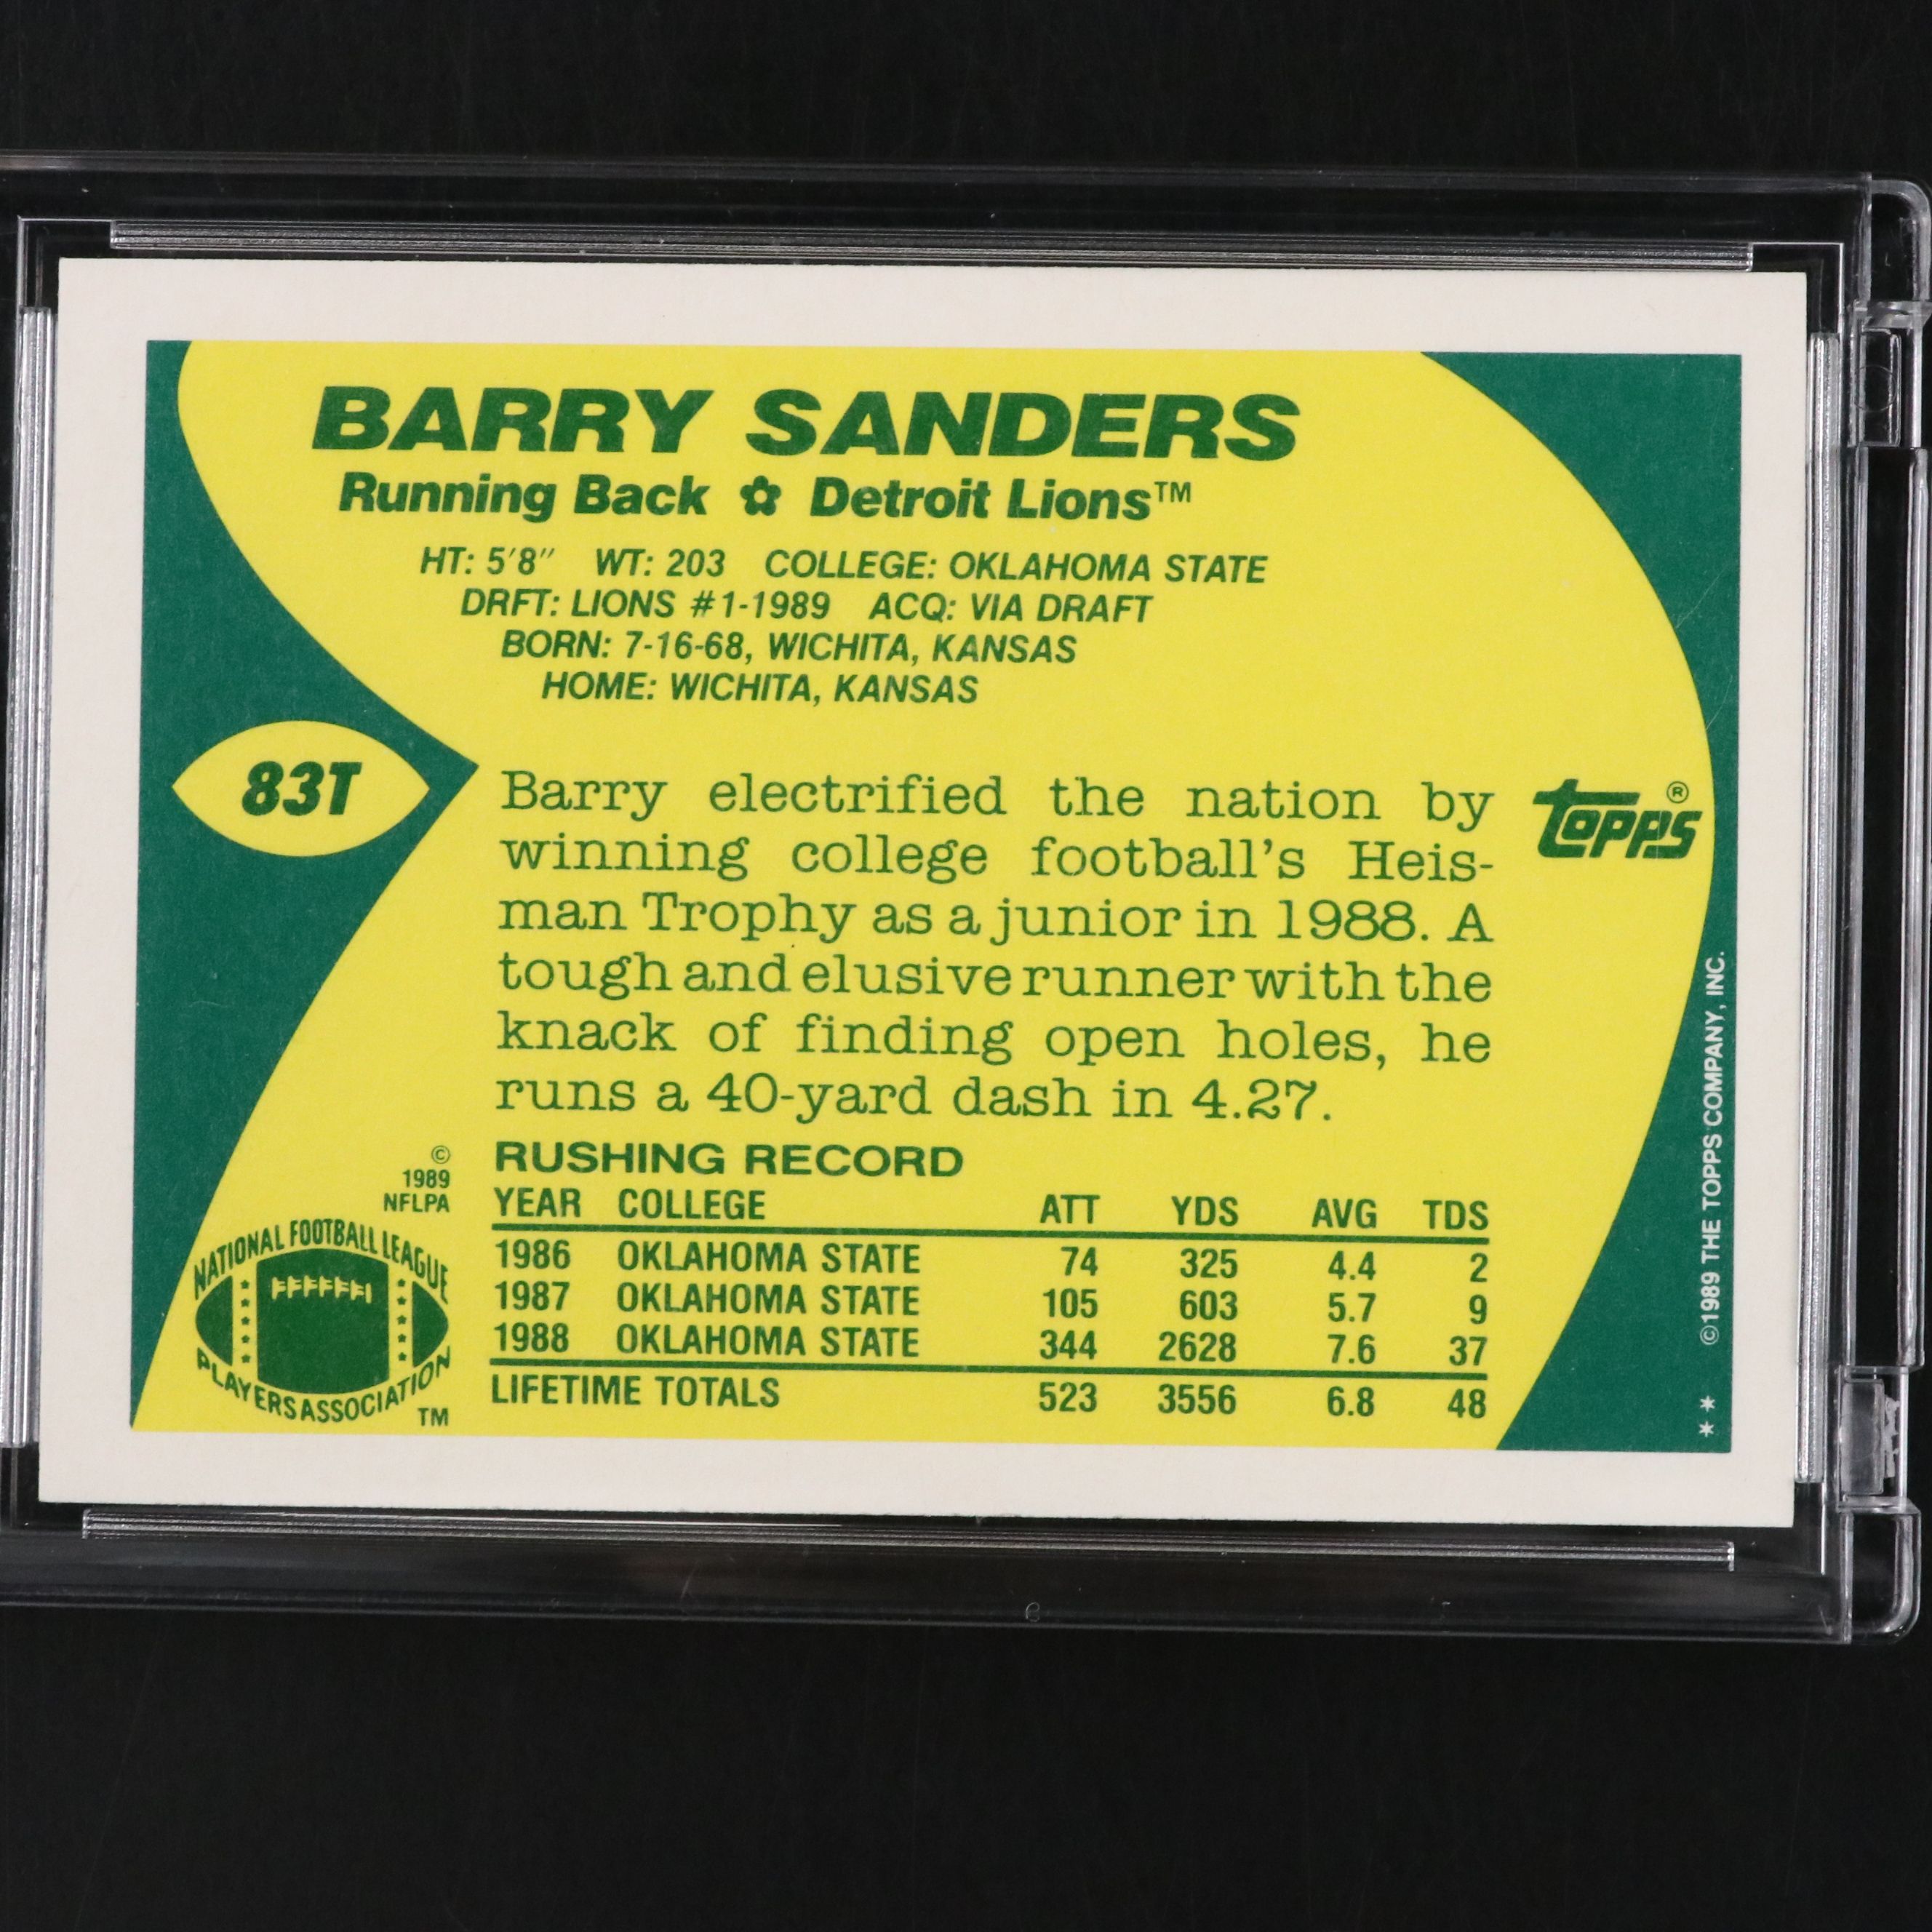 BARRY SANDERS
Running Back ✿ Detroit Lions™
HT: 5'8" WT: 203 COLLEGE: OKLAHOMA STATE
DRFT: LIONS #1-1989 ACQ: VIA DRAFT
BORN: 7-16-68, WICHITA, KANSAS
HOME: WICHITA, KANSAS
83T
Barry electrified the nation by
winning college football's Heis-
man Trophy as a junior in 1988. A
tough and elusive runner with the
knack of finding open holes, he
runs a 40-yard dash in 4.27.
TOPPS®
RUSHING RECORD
YEAR COLLEGE ATT YDS AVG TDS
1986 OKLAHOMA STATE 74 325 4.4 2
1987 OKLAHOMA STATE 105 603 5.7 9
1988 OKLAHOMA STATE 344 2628 7.6 37
LIFETIME TOTALS 523 3556 6.8 48
©
1989
NFLPA
NATIONAL FOOTBALL LEAGUE
PLAYERS ASSOCIATION
TM
** ©1989 THE TOPPS COMPANY, INC.